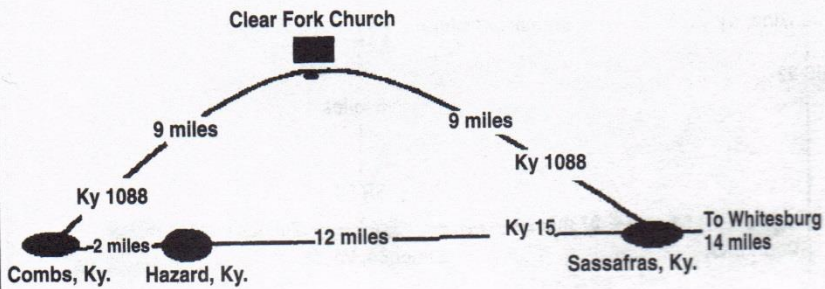 Clear Fork Church
9 miles
9 miles
Ky 1088
Ky 1088
2 miles
12 miles
Ky 15
To Whitesburg
14 miles
Combs, Ky.
Hazard, Ky.
Sassafras, Ky.